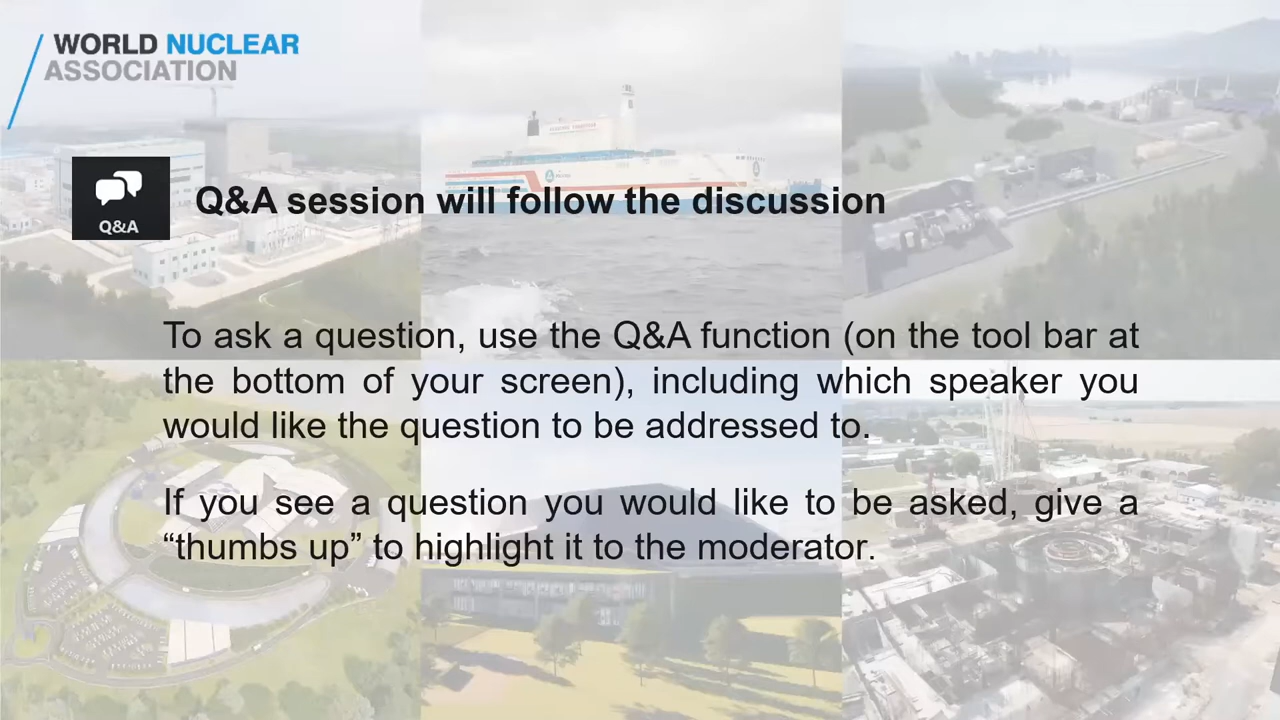 WORLD NUCLEAR
ASSOCIATION
Q&A
Q&A session will follow the discussion
To ask a question, use the Q&A function (on the tool bar at
the bottom of your screen), including which speaker you
would like the question to be addressed to.
If you see a question you would like to be asked, give a
“thumbs up” to highlight it to the moderator.